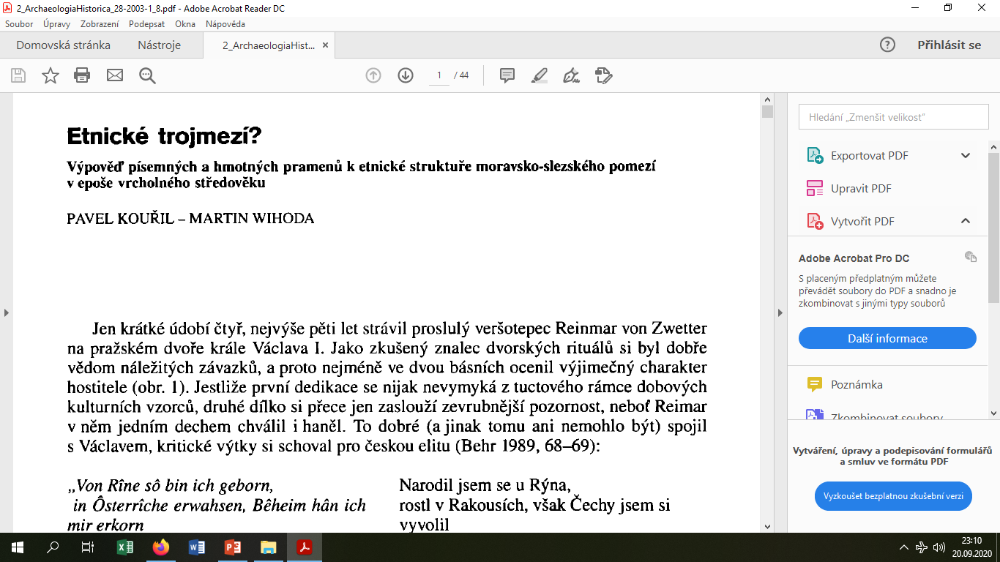 2_ArchaeologiaHistorica_28-2003-1_8.pdf - Adobe Acrobat Reader DC
Soubor Úpravy Zobrazení Podepsat Okna Nápověda
Domovská stránka Nástroje 2_ArchaeologiaHist... × Přihlásit se
1 / 44
Etnické trojmezí?
Výpověď písemných a hmotných pramenů k etnické struktuře moravsko-slezského pomezí
v epoše vrcholného středověku
PAVEL KOUŘIL – MARTIN WIHODA
Jen krátké údobí čtyř, nejvýše pěti let strávil proslulý veršotepec Reinmar von Zwetter
na pražském dvoře krále Václava I. Jako zkušený znalec dvorských rituálů si byl dobře
vědom náležitých závazků, a proto nejméně ve dvou básních ocenil výjimečný charakter
hostitele (obr. 1). Jestliže první dedikace se nijak nevymyká z tuctového rámce dobových
kulturních vzorců, druhé dílko si přece jen zaslouží zevrubnější pozornost, neboť Reimar
v něm jedním dechem chválil i haněl. To dobré (a jinak tomu ani nemohlo být) spojil
s Václavem, kritické výtky si schoval pro českou elitu (Behr 1989, 68–69):
„Von Rîne sô bin ich geborn,
in Ôsterrîche erwahsen, Bêheim hân ich
mir erkorn
Narodil jsem se u Rýna,
rostl v Rakousích, však Čechy jsem si
vyvolil
Hledání „Zmenšit velikost“
Exportovat PDF
Upravit PDF
Vytvořit PDF
Adobe Acrobat Pro DC
S placeným předplatným můžete
převádět soubory do PDF a snadno je
zkombinovat s jinými typy souborů
Další informace
Poznámka
Zkombinovat soubory
Vytváření, úpravy a podepisování formulářů
a smluv ve formátu PDF
Vyzkoušet bezplatnou zkušební verzi
23:10
20.09.2020